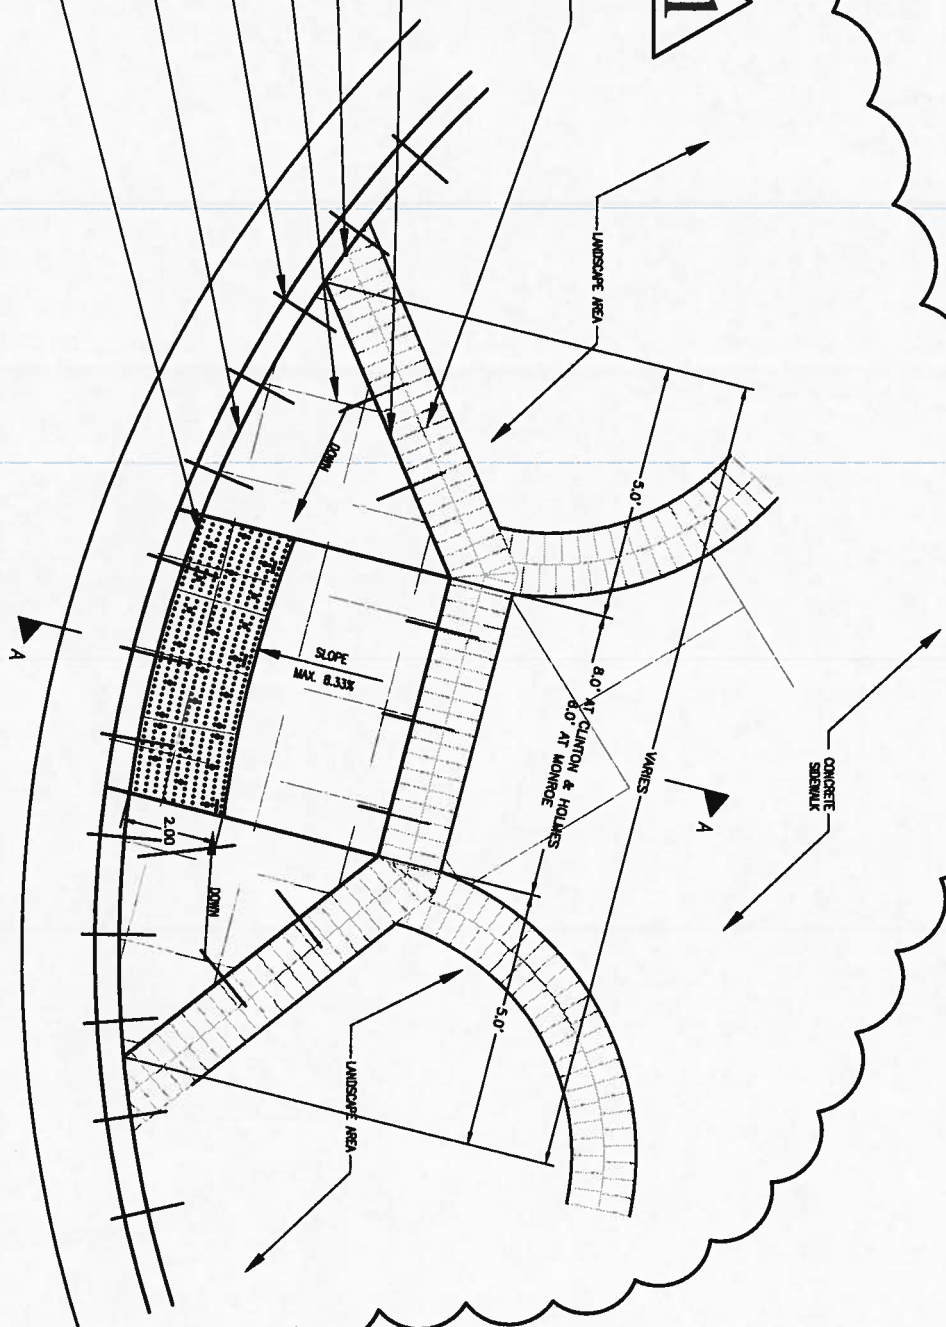 1
LANDSCAPE AREA
5.0'
DOWN
SLOPE
MAX. 8.33%
8.0' AT CLINTON & HOLMES
6.0' AT MONROE
VARIES
CONCRETE
SIDEWALK
A
A
2.00
DOWN
5.0'
LANDSCAPE AREA